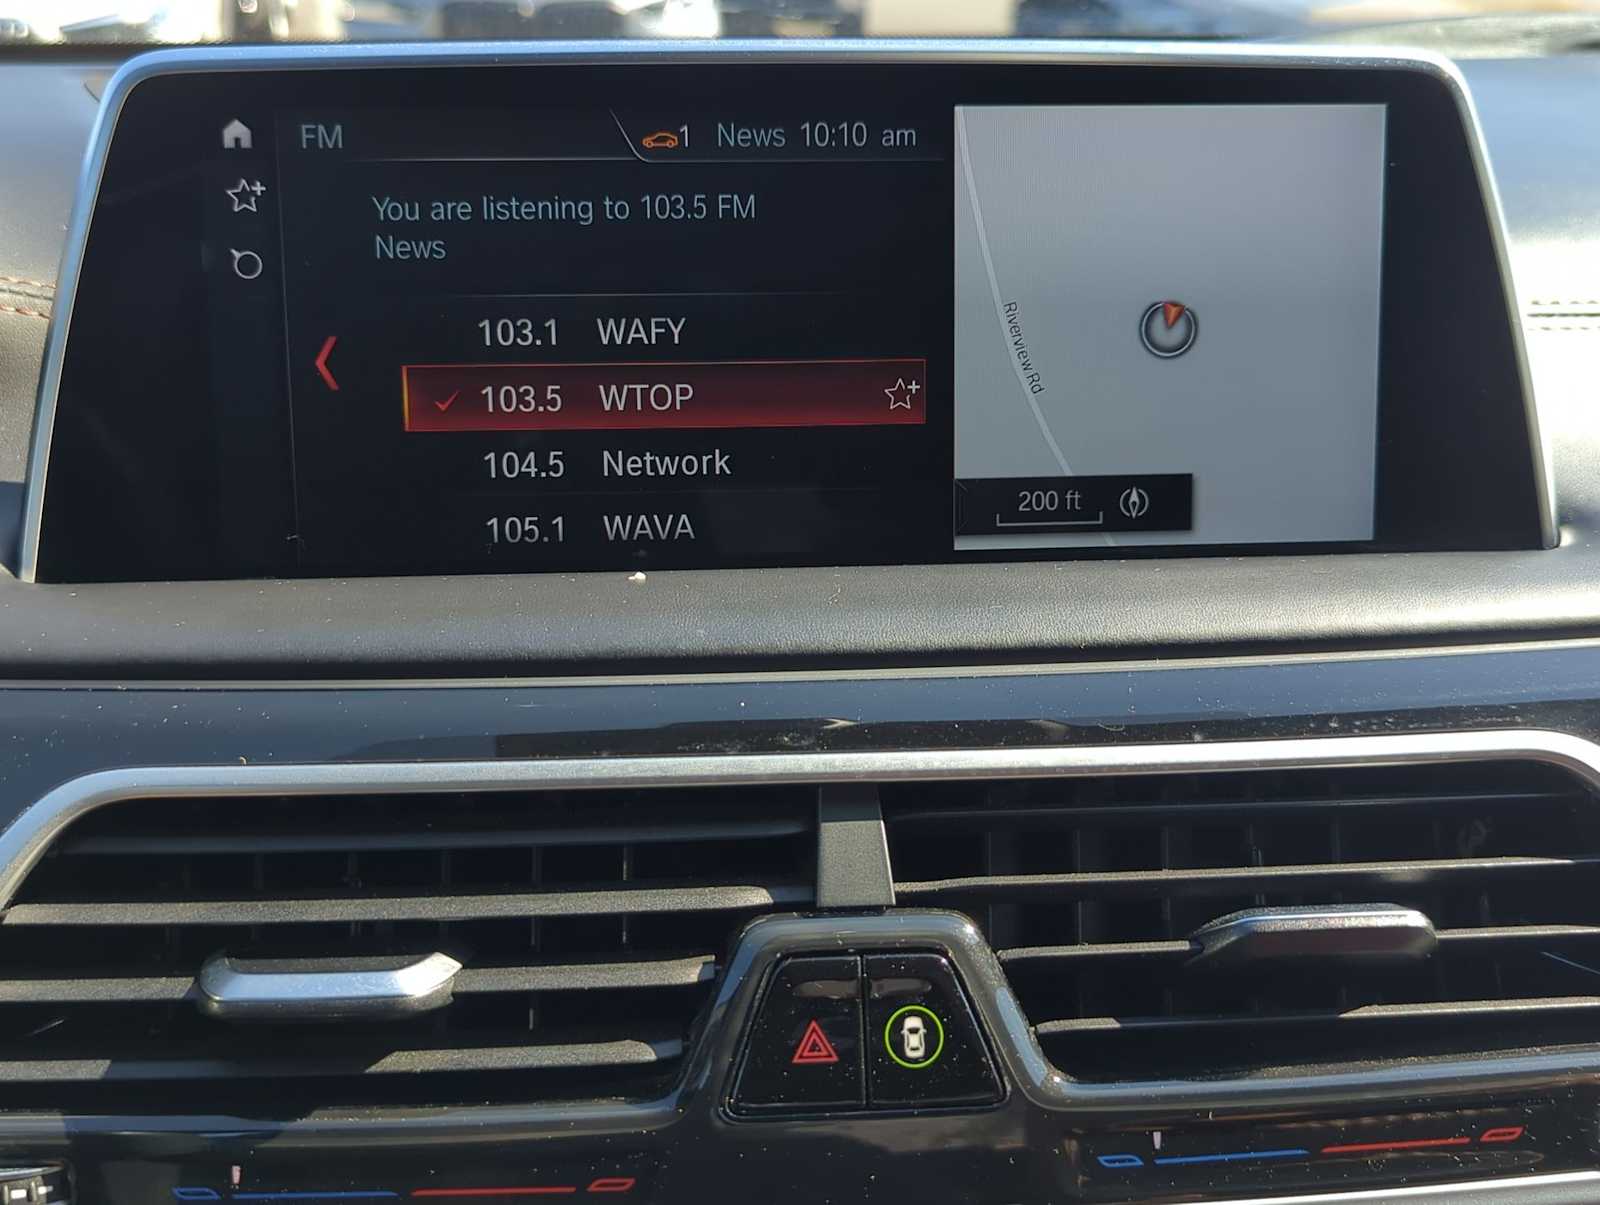 FM
1 News 10:10 am
You are listening to 103.5 FM
News
103.1 WAFY
103.5 WTOP
104.5 Network
105.1 WAVA
Riverview Rd
200 ft